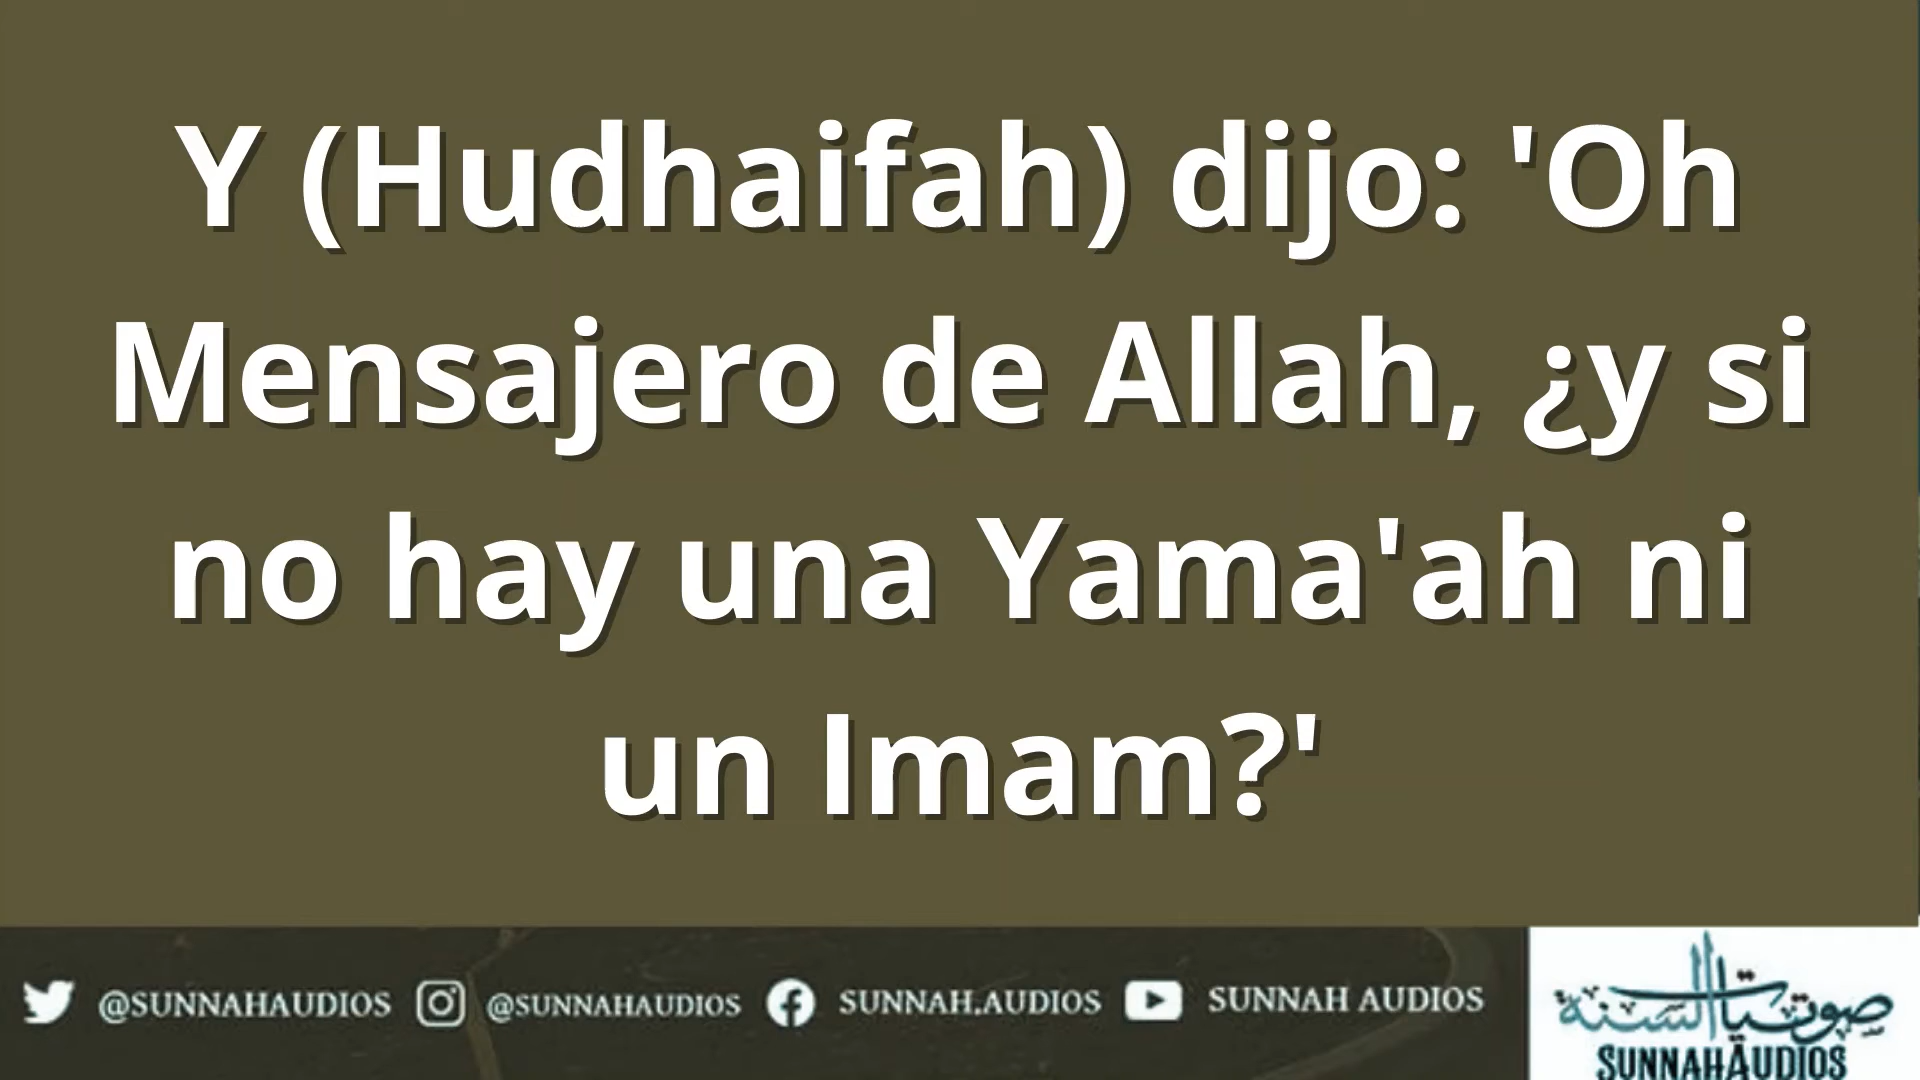 Y (Hudhaifah) dijo: 'Oh
Mensajero de Allah, ¿y si
no hay una Yama'ah ni
un Imam?'
@SUNNAHAUDIOS @SUNNAHAUDIOS SUNNAH.AUDIOS SUNNAH AUDIOS
صوتيات السنة
SUNNAHAUDIOS